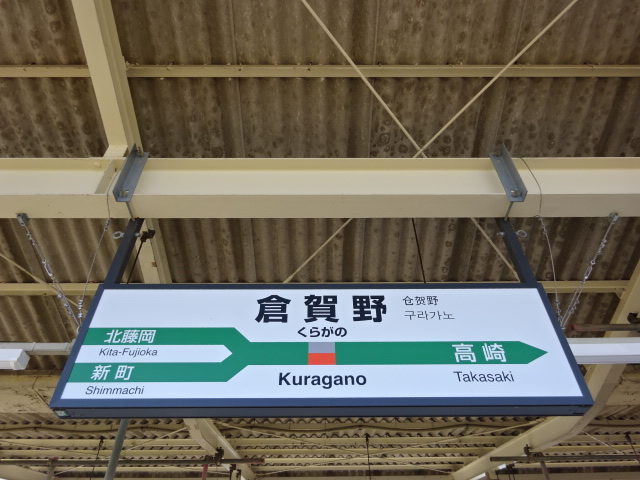 倉賀野
仓贺野
구라가노
くらがの
北藤岡
Kita-Fujioka
新町
Shimmachi
Kuragano
高崎
Takasaki